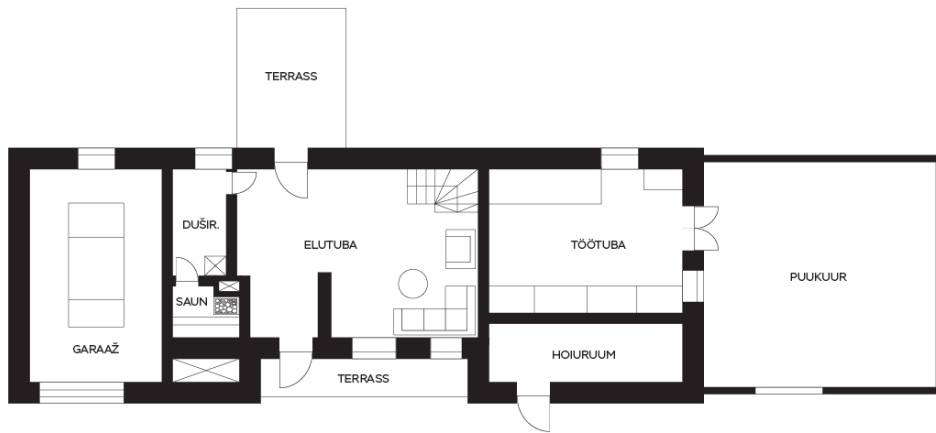 TERRASS
DUŠIR.
ELUTUBA
TÖÖTUBA
PUUKUUR
SAUN
GARAAŽ
HOIURUUM
TERRASS